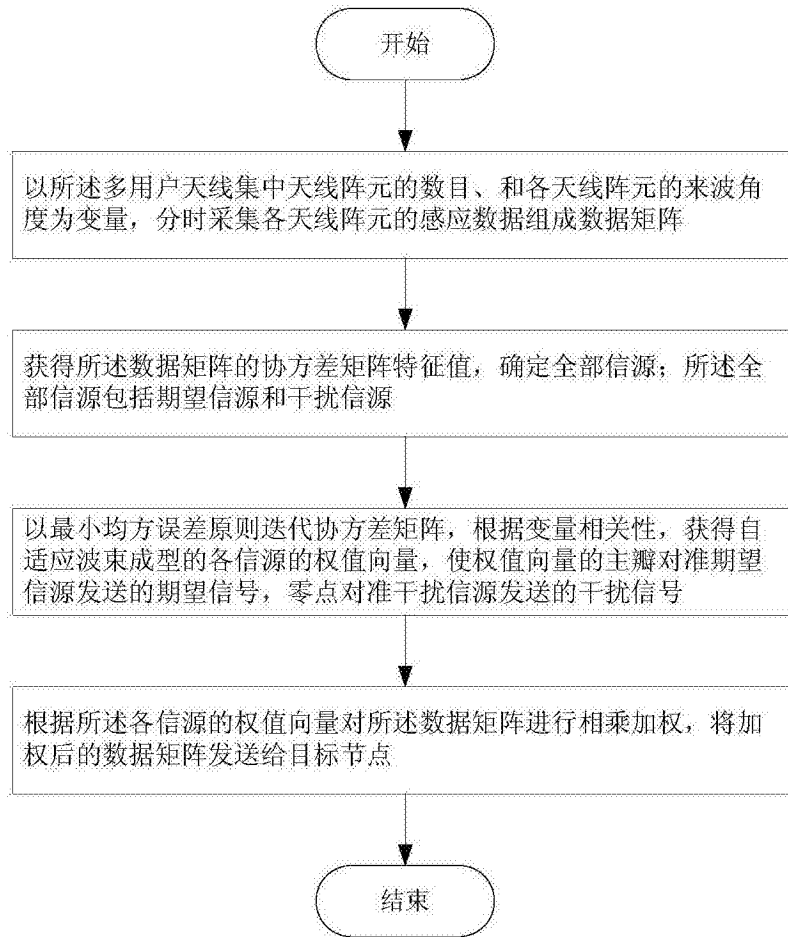 开始
以所述多用户天线集中天线阵元的数目、和各天线阵元的来波角
度为变量，分时采集各天线阵元的感应数据组成数据矩阵
获得所述数据矩阵的协方差矩阵特征值，确定全部信源；所述全
部信源包括期望信源和干扰信源
以最小均方误差原则迭代协方差矩阵，根据变量相关性，获得自
适应波束成型的各信源的权值向量，使权值向量的主瓣对准期望
信源发送的期望信号，零点对准干扰信源发送的干扰信号
根据所述各信源的权值向量对所述数据矩阵进行相乘加权，将加
权后的数据矩阵发送给目标节点
结束